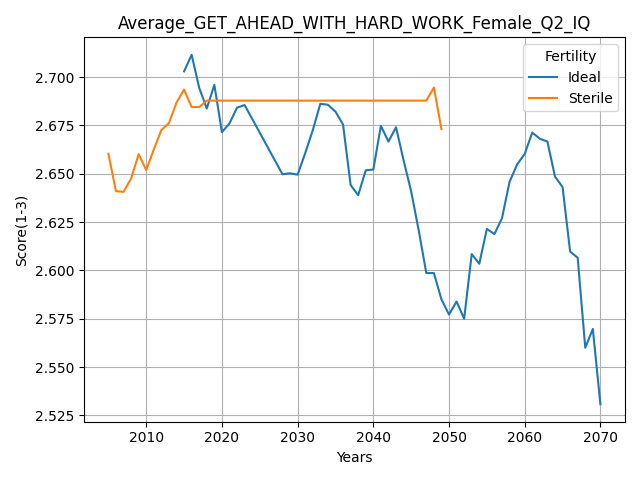 Average_GET_AHEAD_WITH_HARD_WORK_Female_Q2_IQ
Fertility
Ideal
Sterile
Score(1-3)
2.700
2.675
2.650
2.625
2.600
2.575
2.550
2.525
2010 2020 2030 2040 2050 2060 2070
Years